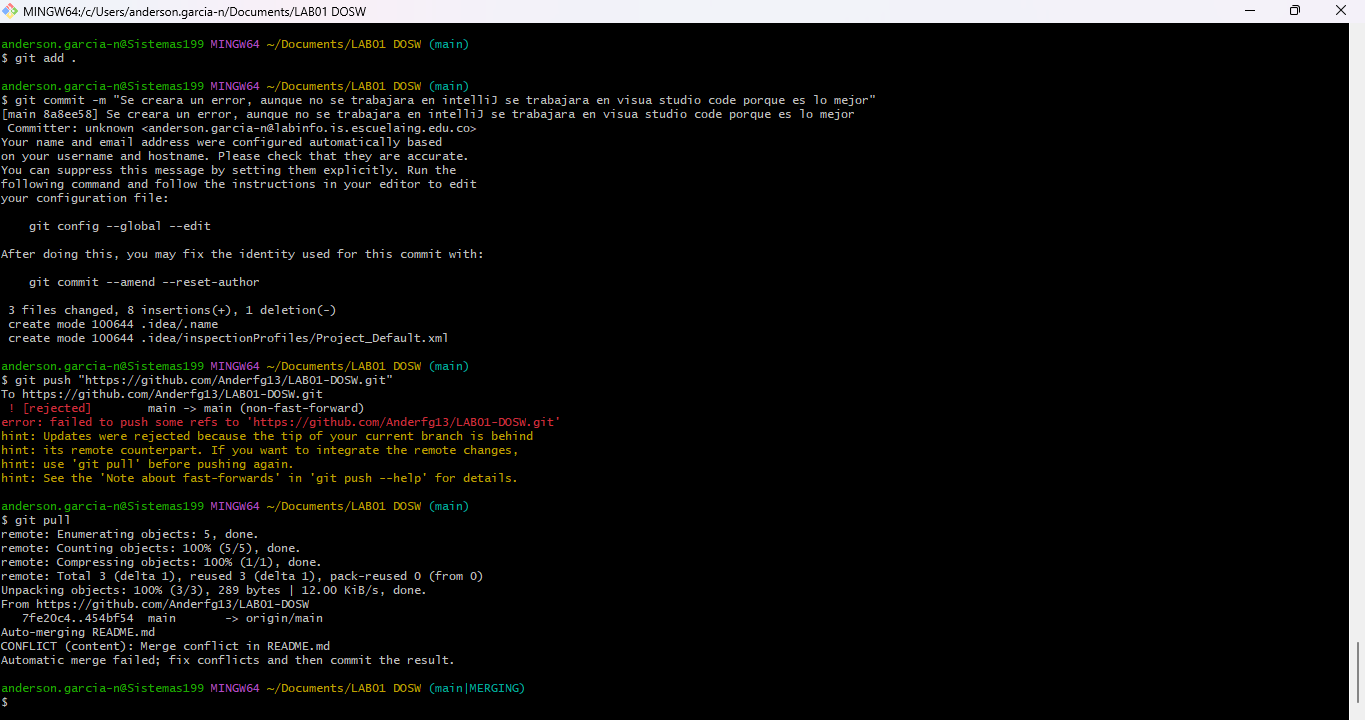 MINGW64:/c/Users/anderson.garcia-n/Documents/LAB01 DOSW
anderson.garcia-n@Sistemas199 MINGW64 ~/Documents/LAB01 DOSW (main)
$ git add .
anderson.garcia-n@Sistemas199 MINGW64 ~/Documents/LAB01 DOSW (main)
$ git commit -m "Se creara un error, aunque no se trabajara en intelliJ se trabajara en visua studio code porque es lo mejor"
[main 8a8ee58] Se creara un error, aunque no se trabajara en intelliJ se trabajara en visua studio code porque es lo mejor
 Committer: unknown <anderson.garcia-n@labinfo.is.escuelaing.edu.co>
Your name and email address were configured automatically based
on your username and hostname. Please check that they are accurate.
You can suppress this message by setting them explicitly. Run the
following command and follow the instructions in your editor to edit
your configuration file:
    git config --global --edit
After doing this, you may fix the identity used for this commit with:
    git commit --amend --reset-author
 3 files changed, 8 insertions(+), 1 deletion(-)
 create mode 100644 .idea/.name
 create mode 100644 .idea/inspectionProfiles/Project_Default.xml
anderson.garcia-n@Sistemas199 MINGW64 ~/Documents/LAB01 DOSW (main)
$ git push "https://github.com/Anderfg13/LAB01-DOSW.git"
To https://github.com/Anderfg13/LAB01-DOSW.git
 ! [rejected]        main -> main (non-fast-forward)
error: failed to push some refs to 'https://github.com/Anderfg13/LAB01-DOSW.git'
hint: Updates were rejected because the tip of your current branch is behind
hint: its remote counterpart. If you want to integrate the remote changes,
hint: use 'git pull' before pushing again.
hint: See the 'Note about fast-forwards' in 'git push --help' for details.
anderson.garcia-n@Sistemas199 MINGW64 ~/Documents/LAB01 DOSW (main)
$ git pull
remote: Enumerating objects: 5, done.
remote: Counting objects: 100% (5/5), done.
remote: Compressing objects: 100% (1/1), done.
remote: Total 3 (delta 1), reused 3 (delta 1), pack-reused 0 (from 0)
Unpacking objects: 100% (3/3), 289 bytes | 12.00 KiB/s, done.
From https://github.com/Anderfg13/LAB01-DOSW
   7fe20c4..454bf54  main       -> origin/main
Auto-merging README.md
CONFLICT (content): Merge conflict in README.md
Automatic merge failed; fix conflicts and then commit the result.
anderson.garcia-n@Sistemas199 MINGW64 ~/Documents/LAB01 DOSW (main|MERGING)
$